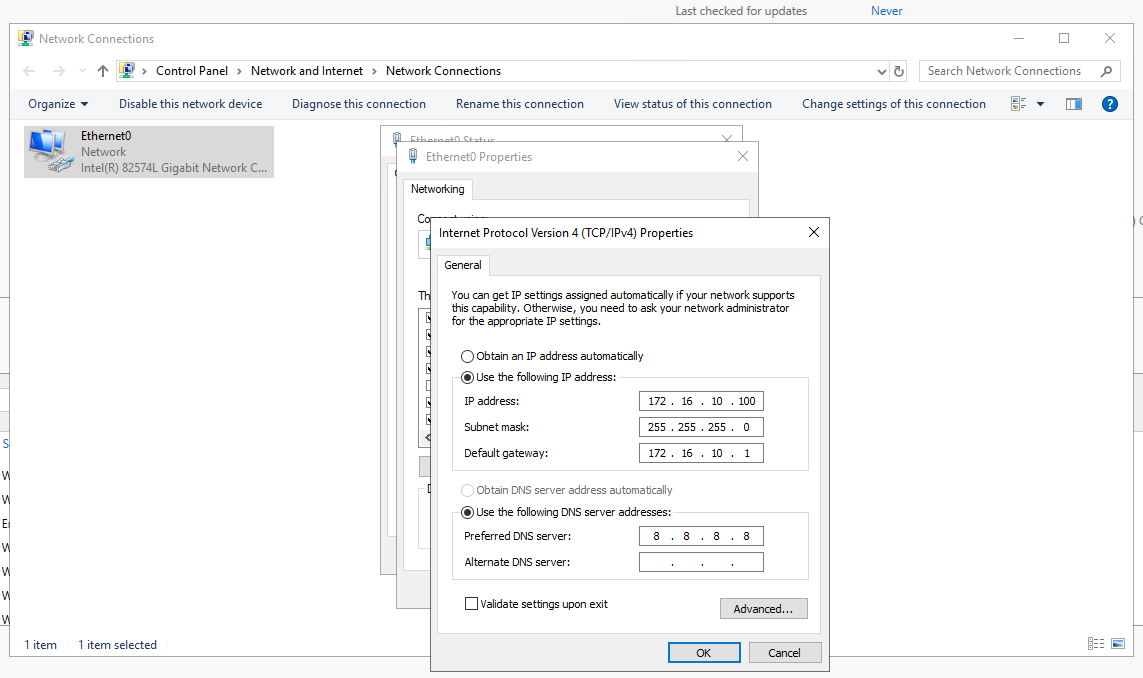 Last checked for updates Never
Network Connections
Control Panel › Network and Internet › Network Connections
Search Network Connections
Organize Disable this network device Diagnose this connection Rename this connection View status of this connection Change settings of this connection
Ethernet0
Network
Intel(R) 82574L Gigabit Network C...
Ethernet0 Status
Ethernet0 Properties
Networking
Internet Protocol Version 4 (TCP/IPv4) Properties
General
You can get IP settings assigned automatically if your network supports
this capability. Otherwise, you need to ask your network administrator
for the appropriate IP settings.
Obtain an IP address automatically
Use the following IP address:
IP address: 172 . 16 . 10 . 100
Subnet mask: 255 . 255 . 255 . 0
Default gateway: 172 . 16 . 10 . 1
Obtain DNS server address automatically
Use the following DNS server addresses:
Preferred DNS server: 8 . 8 . 8 . 8
Alternate DNS server: . . .
Validate settings upon exit
Advanced...
OK Cancel
1 item 1 item selected